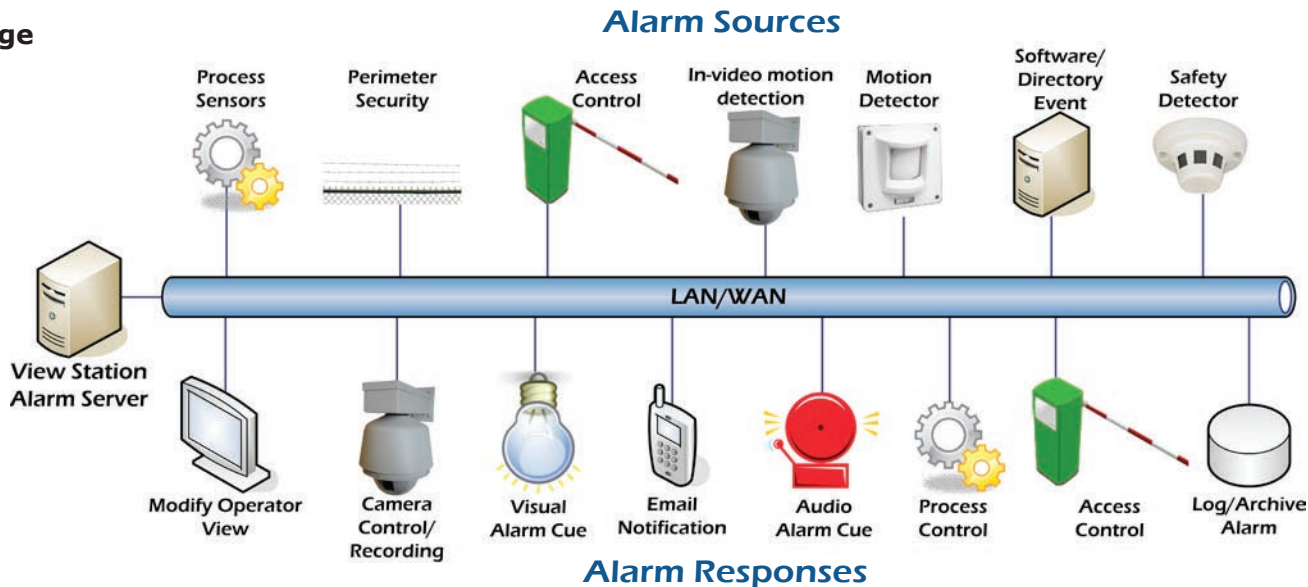 ge
Alarm Sources
Process
Sensors
Perimeter
Security
Access
Control
In-video motion
detection
Motion
Detector
Software/
Directory
Event
Safety
Detector
LAN/WAN
View Station
Alarm Server
Modify Operator
View
Camera
Control/
Recording
Visual
Alarm Cue
Email
Notification
Audio
Alarm Cue
Process
Control
Access
Control
Log/Archive
Alarm
Alarm Responses